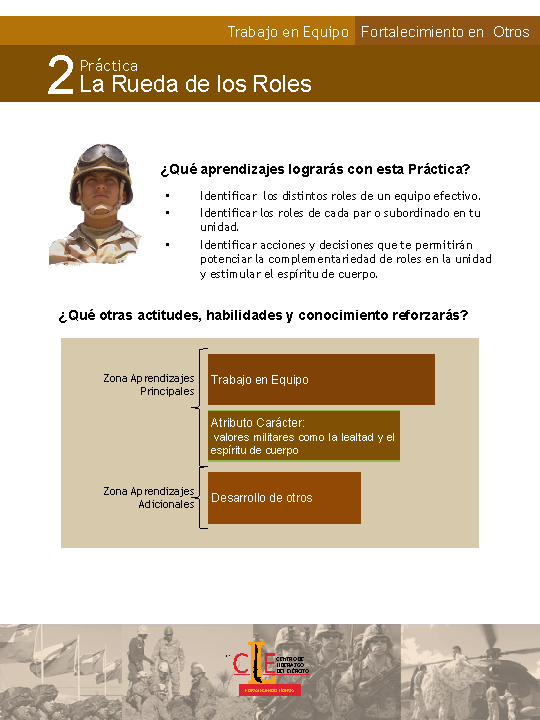 Trabajo en Equipo Fortalecimiento en Otros
2 Práctica
La Rueda de los Roles
¿Qué aprendizajes lograrás con esta Práctica?
• Identificar los distintos roles de un equipo efectivo.
• Identificar los roles de cada par o subordinado en tu
unidad.
• Identificar acciones y decisiones que te permitirán
potenciar la complementariedad de roles en la unidad
y estimular el espíritu de cuerpo.
¿Qué otras actitudes, habilidades y conocimiento reforzarás?
Zona Aprendizajes
Principales
Trabajo en Equipo
Atributo Carácter:
valores militares como la lealtad y el
espíritu de cuerpo
Zona Aprendizajes
Adicionales
Desarrollo de otros
CLE
CENTRO DE
LIDERAZGO
DEL EJÉRCITO